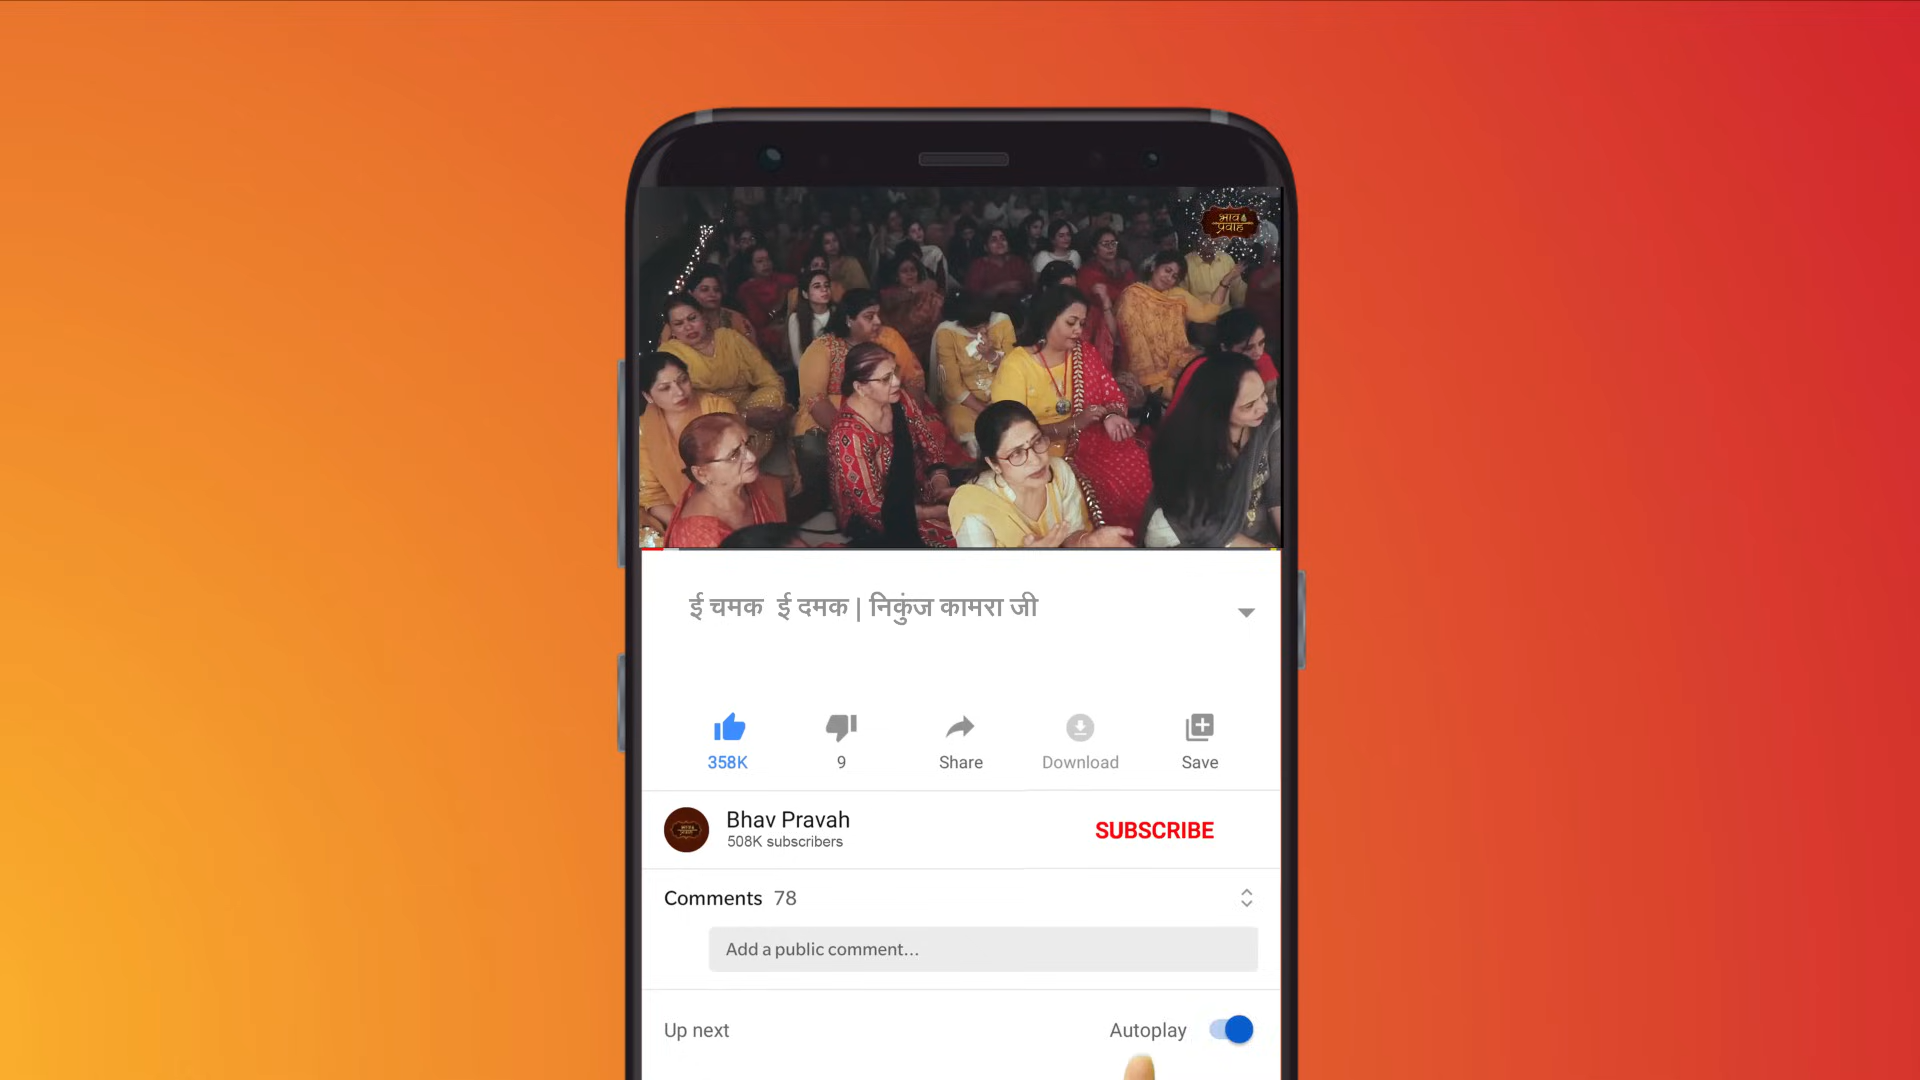 भाव
प्रवाह
ई चमक ई दमक | निकुंज कामरा जी
358K
9
Share
Download
Save
Bhav Pravah
508K subscribers
SUBSCRIBE
Comments 78
Add a public comment...
Up next
Autoplay